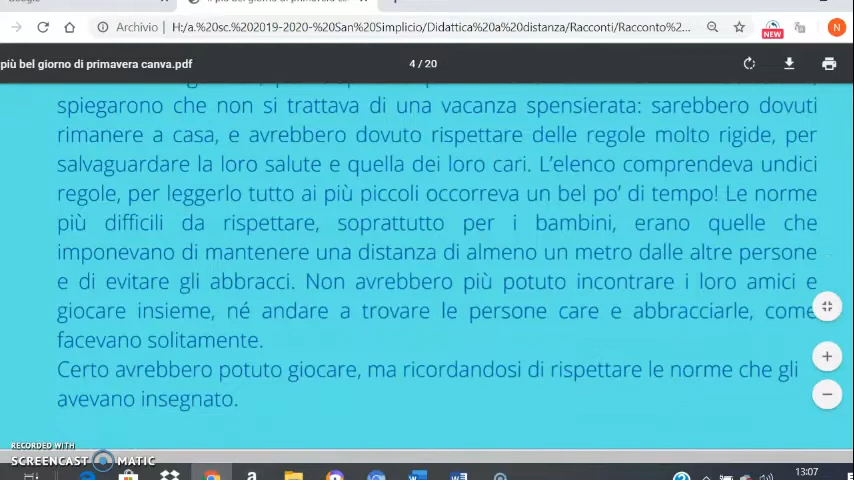 Archivio | H:/a.%20sc.%202019-2020-%20San%20Simplicio/Didattica%20a%20distanza/Racconti/Racconto%2...
NEW
N
più bel giorno di primavera canva.pdf
4 / 20
spiegarono che non si trattava di una vacanza spensierata: sarebbero dovuti
rimanere a casa, e avrebbero dovuto rispettare delle regole molto rigide, per
salvaguardare la loro salute e quella dei loro cari. L’elenco comprendeva undici
regole, per leggerlo tutto ai più piccoli occorreva un bel po’ di tempo! Le norme
più difficili da rispettare, soprattutto per i bambini, erano quelle che
imponevano di mantenere una distanza di almeno un metro dalle altre persone
e di evitare gli abbracci. Non avrebbero più potuto incontrare i loro amici e
giocare insieme, né andare a trovare le persone care e abbracciarle, come
facevano solitamente.
Certo avrebbero potuto giocare, ma ricordandosi di rispettare le norme che gli
avevano insegnato.
RECORDED WITH
SCREENCAST MATIC
13:07